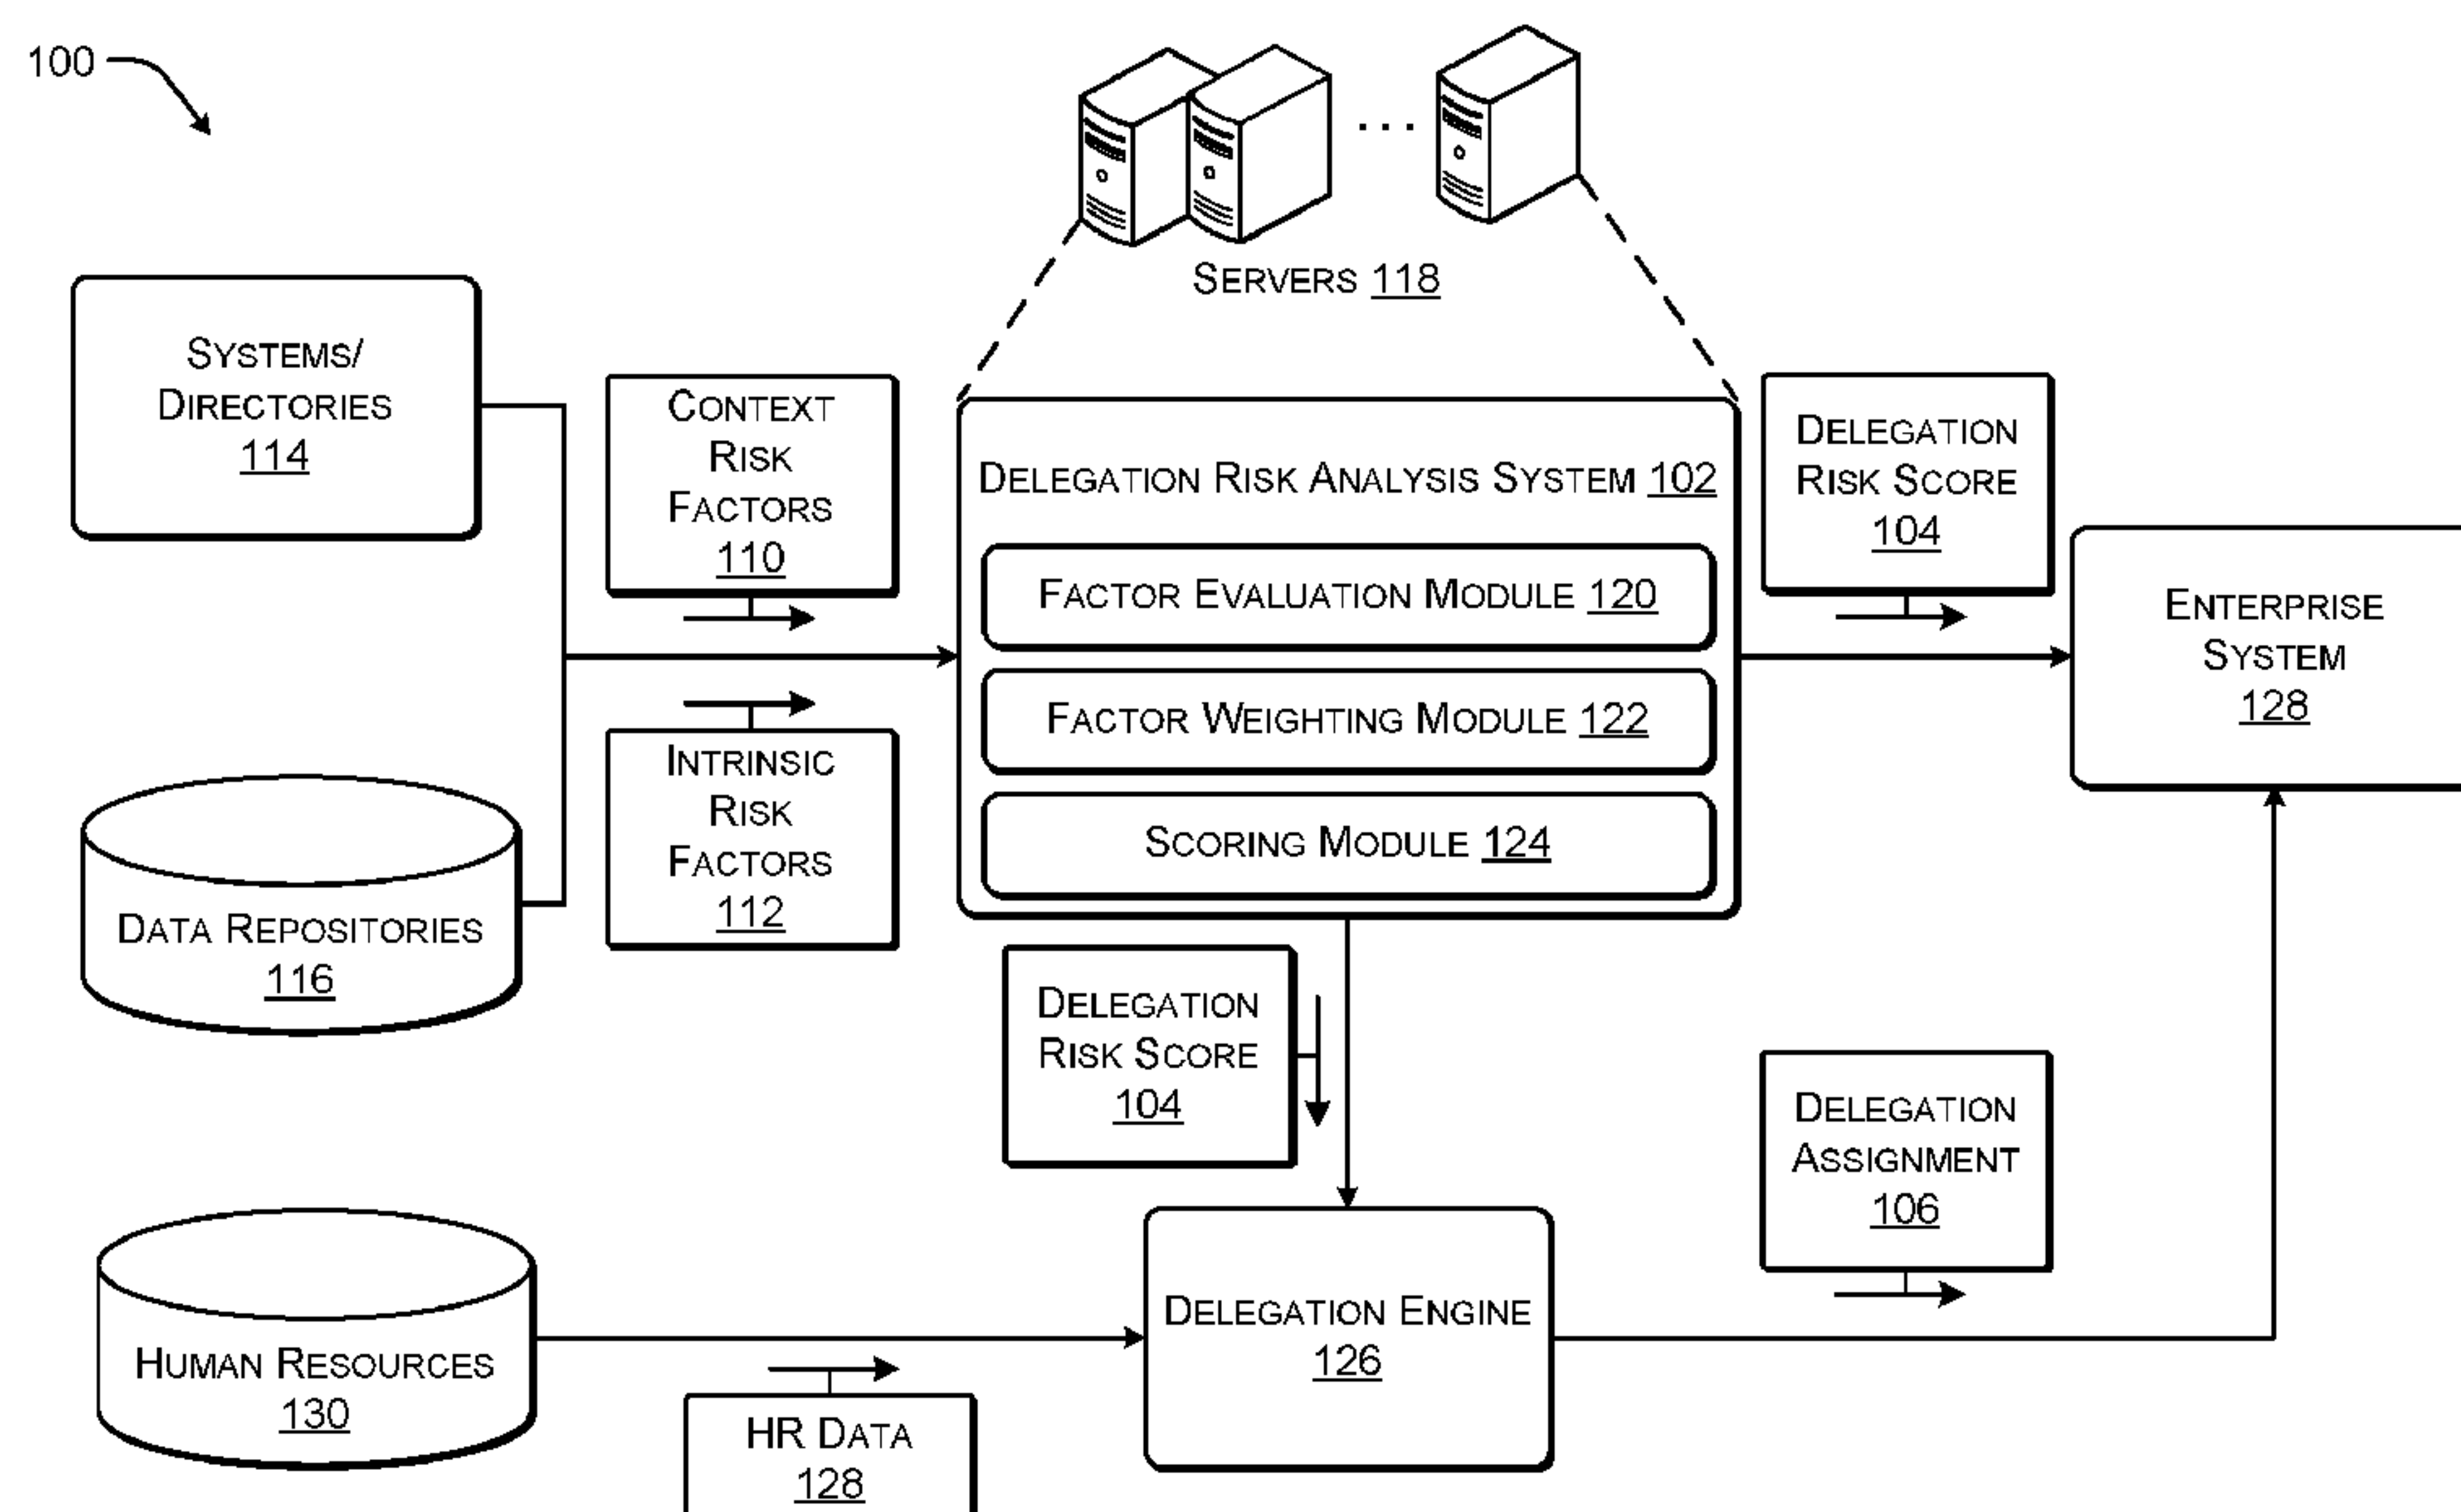 100
SERVERS 118
SYSTEMS/
DIRECTORIES
114
CONTEXT
RISK
FACTORS
110
DELEGATION RISK ANALYSIS SYSTEM 102
FACTOR EVALUATION MODULE 120
FACTOR WEIGHTING MODULE 122
SCORING MODULE 124
DELEGATION
RISK SCORE
104
ENTERPRISE
SYSTEM
128
INTRINSIC
RISK
FACTORS
112
DATA REPOSITORIES
116
DELEGATION
RISK SCORE
104
DELEGATION
ASSIGNMENT
106
HUMAN RESOURCES
130
HR DATA
128
DELEGATION ENGINE
126